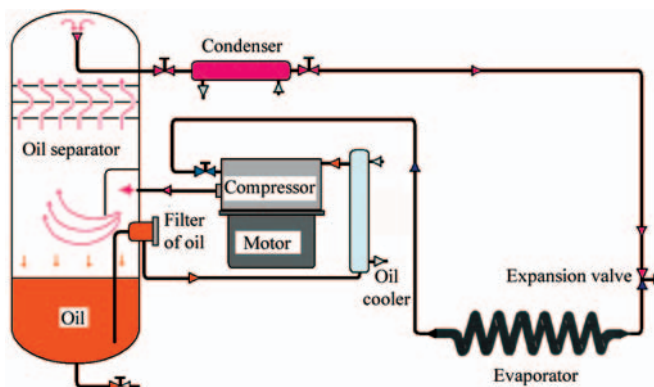 Condenser
Oil separator
Compressor
Filter
of oil
Motor
Oil
cooler
Expansion valve
Oil
Evaporator